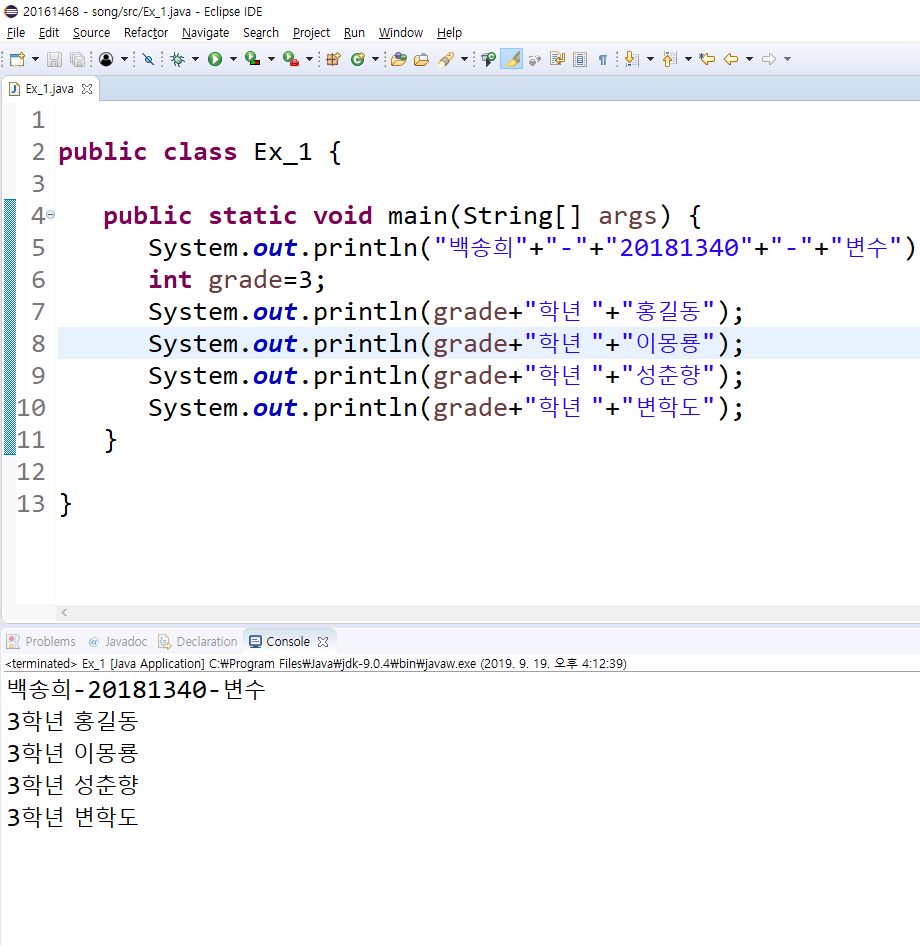 20161468 - song/src/Ex_1.java - Eclipse IDE
File Edit Source Refactor Navigate Search Project Run Window Help
Ex_1.java
1
2 public class Ex_1 {
3
4 public static void main(String[] args) {
5 System.out.println("백송희"+"-"+"20181340"+"-"+"변수")
6 int grade=3;
7 System.out.println(grade+"학년 "+"홍길동");
8 System.out.println(grade+"학년 "+"이몽룡");
9 System.out.println(grade+"학년 "+"성춘향");
10 System.out.println(grade+"학년 "+"변학도");
11 }
12
13 }
Problems @ Javadoc Declaration Console
<terminated> Ex_1 [Java Application] C:₩Program Files₩Java₩jdk-9.0.4₩bin₩javaw.exe (2019. 9. 19. 오후 4:12:39)
백송희-20181340-변수
3학년 홍길동
3학년 이몽룡
3학년 성춘향
3학년 변학도